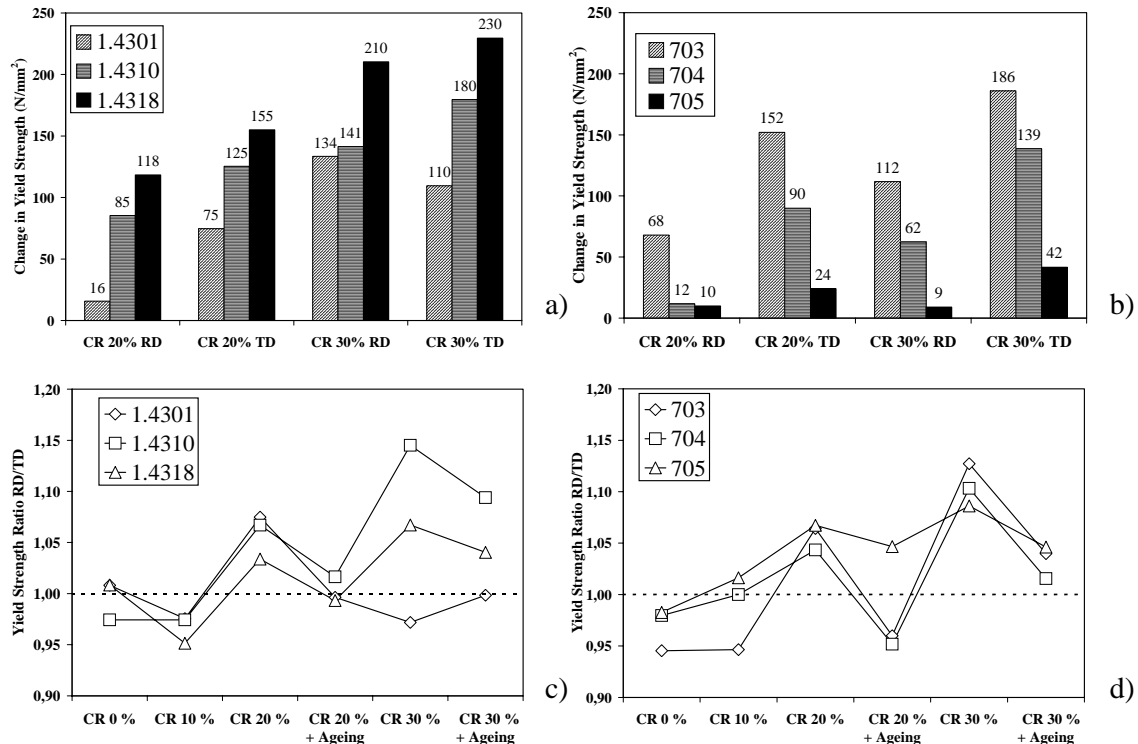 250
200
150
100
50
0
Change in Yield Strength (N/mm²)
1.4301
1.4310
1.4318
16
85
118
75
125
155
134
141
210
110
180
230
CR 20% RD
CR 20% TD
CR 30% RD
CR 30% TD
a)
250
200
150
100
50
0
Change in Yield Strength (N/mm²)
703
704
705
68
12
10
152
90
24
112
62
9
186
139
42
CR 20% RD
CR 20% TD
CR 30% RD
CR 30% TD
b)
1,20
1,15
1,10
1,05
1,00
0,95
0,90
Yield Strength Ratio RD/TD
1.4301
1.4310
1.4318
CR 0 %
CR 10 %
CR 20 %
CR 20 %
+ Ageing
CR 30 %
CR 30 %
+ Ageing
c)
1,20
1,15
1,10
1,05
1,00
0,95
0,90
Yield Strength Ratio RD/TD
703
704
705
CR 0 %
CR 10 %
CR 20 %
CR 20 %
+ Ageing
CR 30 %
CR 30 %
+ Ageing
d)